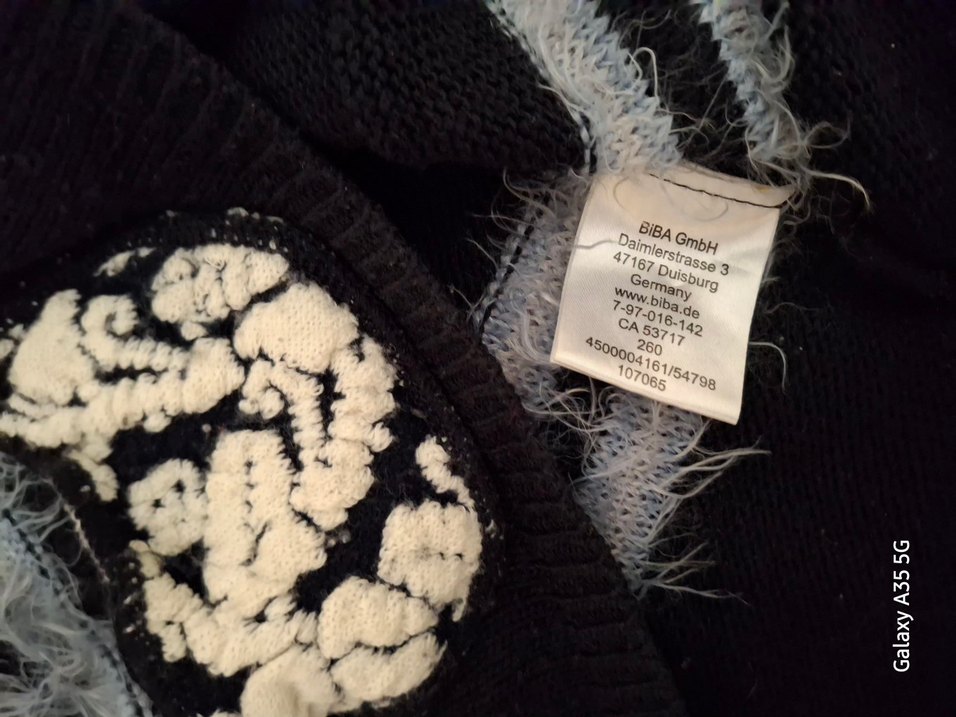 BiBA GmbH
Daimlerstrasse 3
47167 Duisburg
Germany
www.biba.de
7-97-016-142
CA 53717
260
4500004161/54798
107065
Galaxy A35 5G